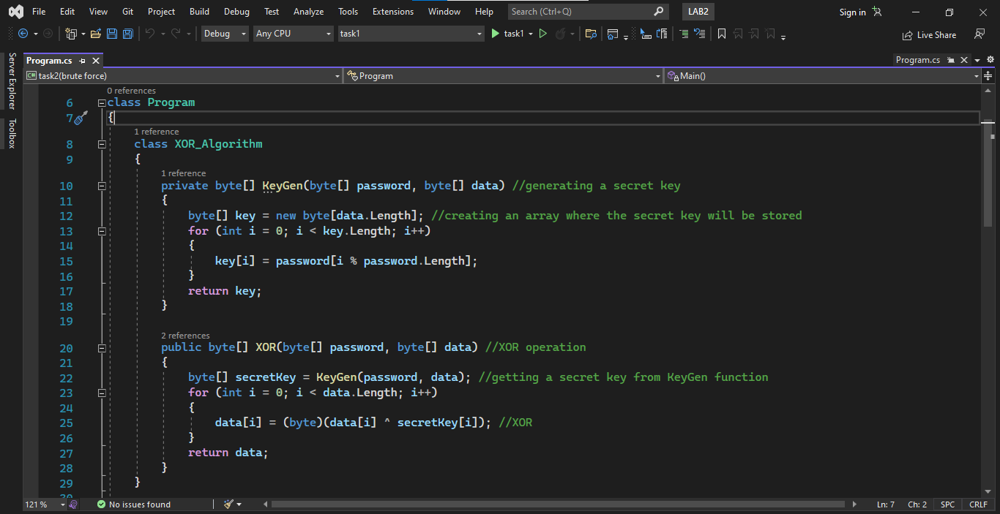 File Edit View Git Project Build Debug Test Analyze Tools Extensions Window Help Search (Ctrl+Q) LAB2 Sign in
Debug Any CPU task1 task1 Live Share
Server Explorer
Toolbox
Program.cs Program.cs
C# task2(brute force) Program Main()
0 references
6 class Program
7 {
1 reference
8 class XOR_Algorithm
9 {
1 reference
10 private byte[] KeyGen(byte[] password, byte[] data) //generating a secret key
11 {
12 byte[] key = new byte[data.Length]; //creating an array where the secret key will be stored
13 for (int i = 0; i < key.Length; i++)
14 {
15 key[i] = password[i % password.Length];
16 }
17 return key;
18 }
19
2 references
20 public byte[] XOR(byte[] password, byte[] data) //XOR operation
21 {
22 byte[] secretKey = KeyGen(password, data); //getting a secret key from KeyGen function
23 for (int i = 0; i < data.Length; i++)
24 {
25 data[i] = (byte)(data[i] ^ secretKey[i]); //XOR
26 }
27 return data;
28 }
29 }
30
121 % No issues found Ln: 7 Ch: 2 SPC CRLF